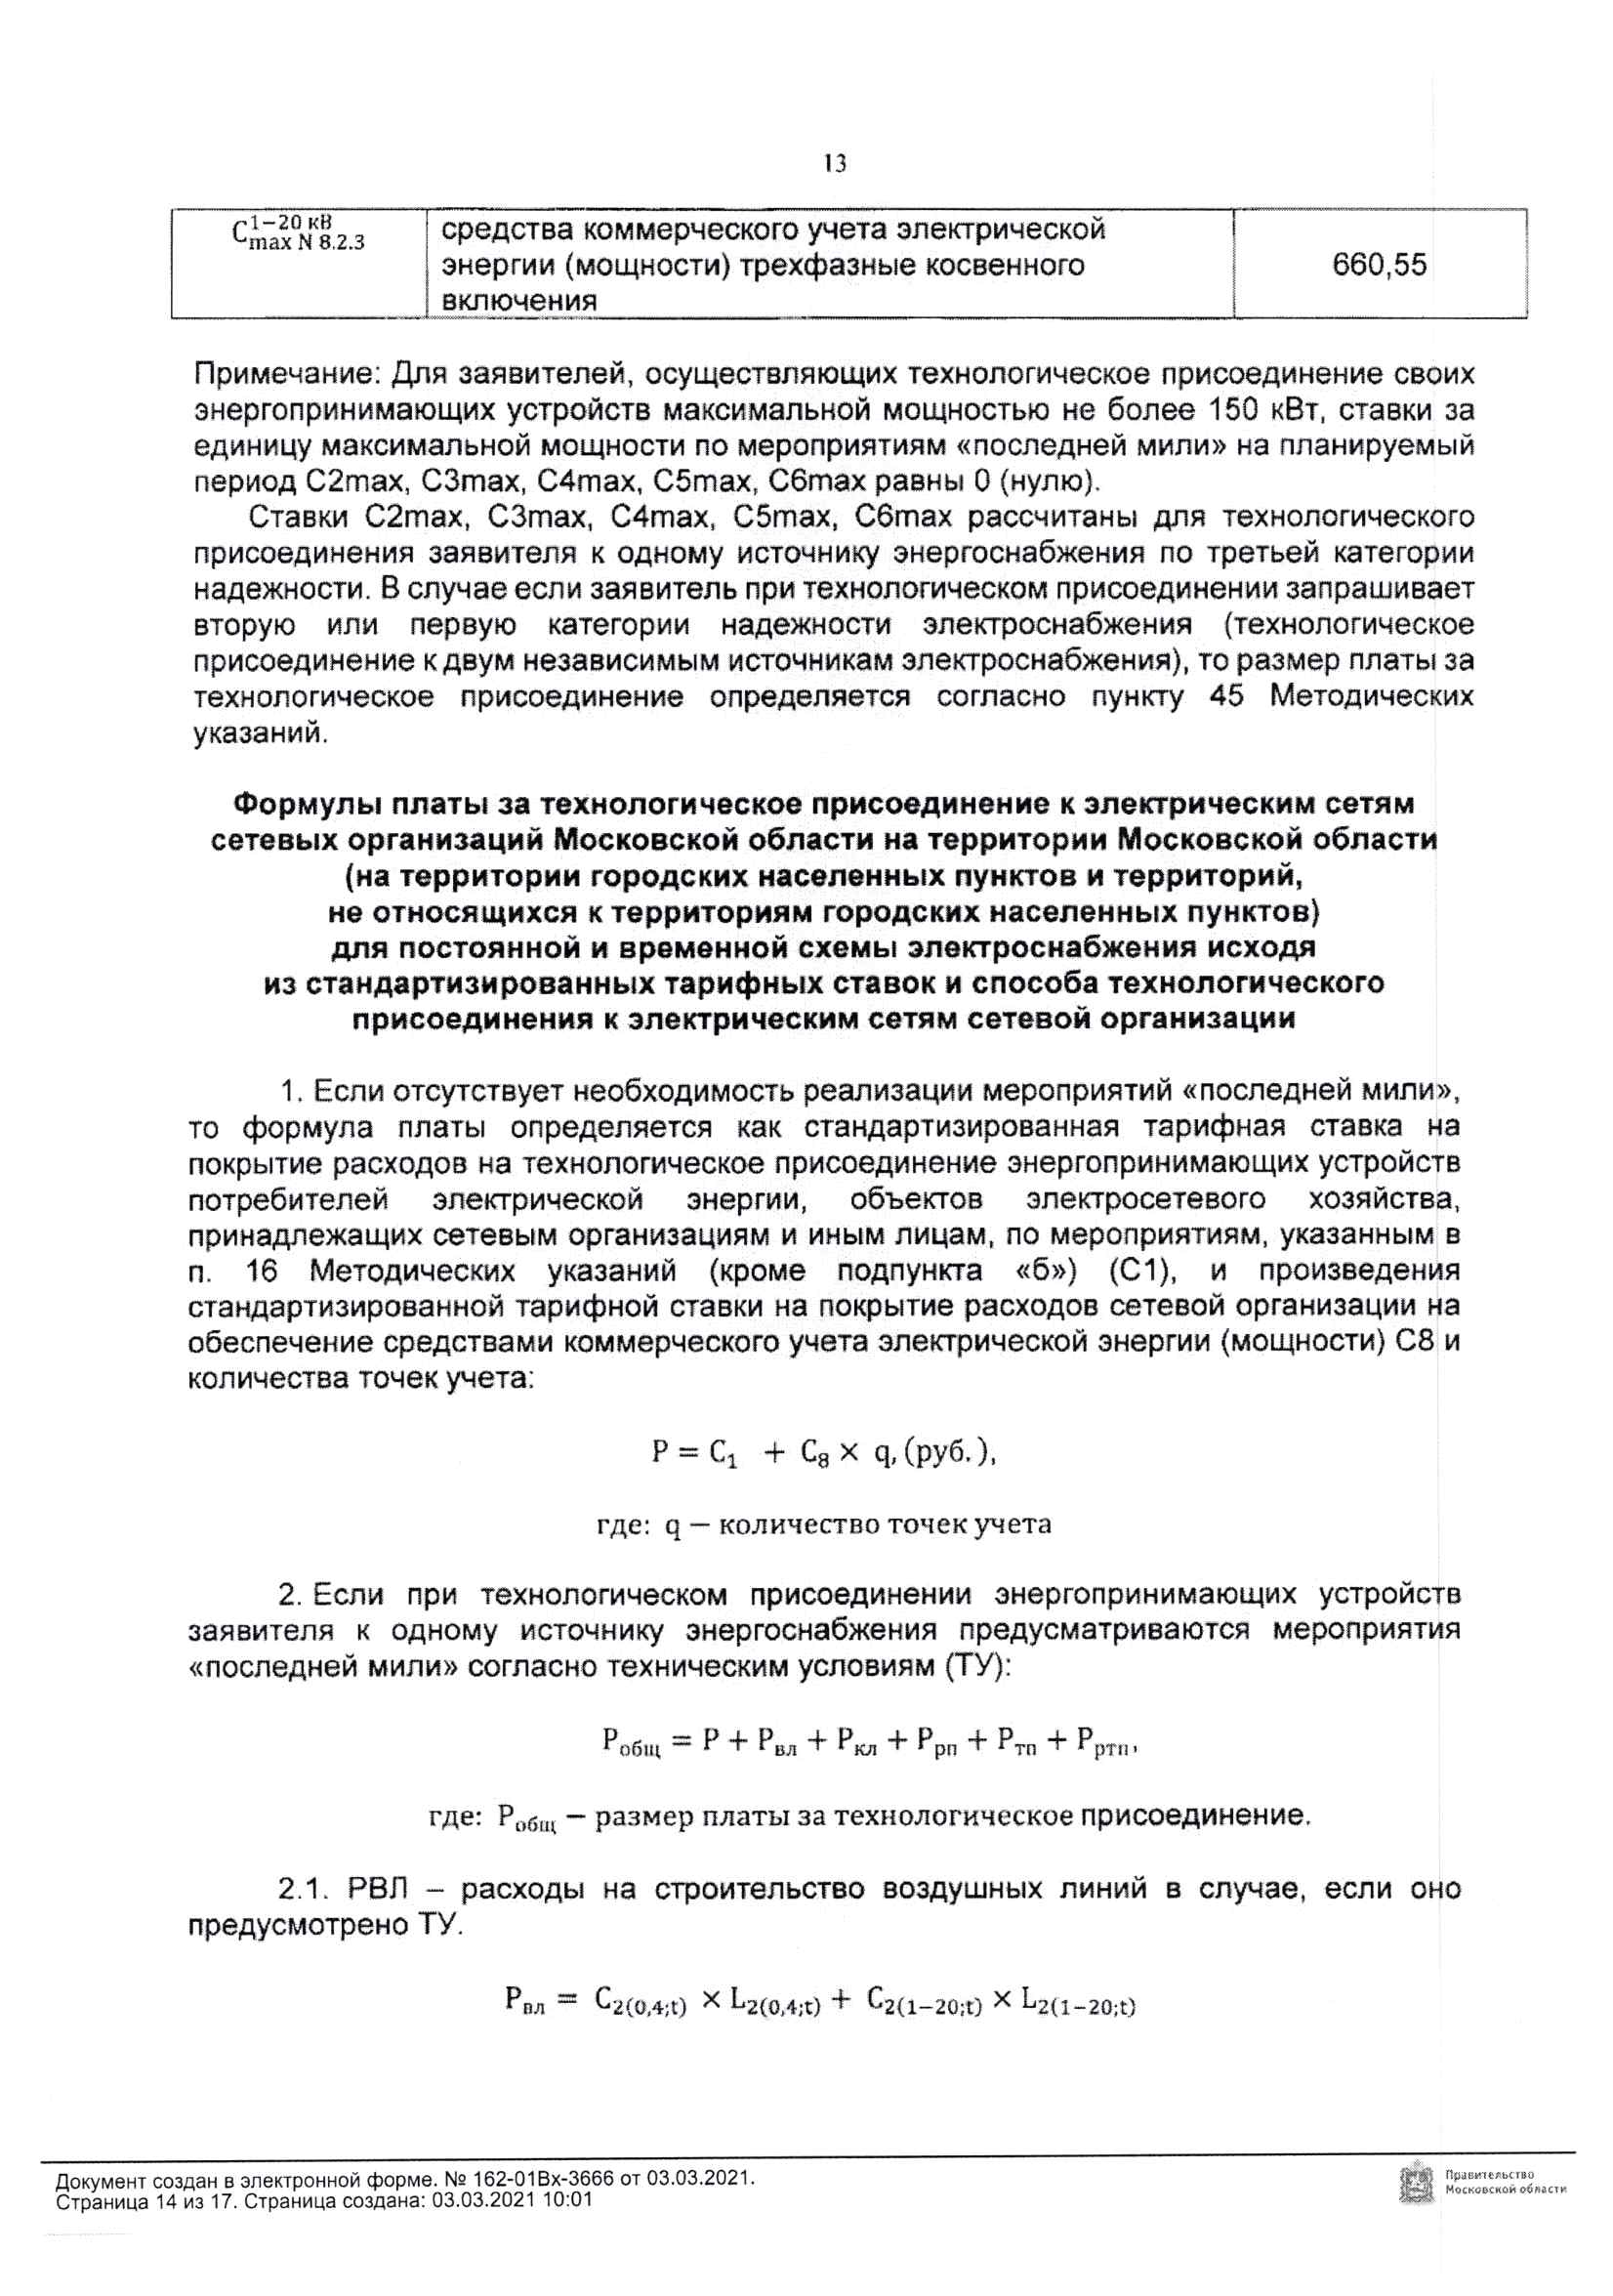 13
C 1–20 кВ max N 8.2.3
средства коммерческого учета электрической
энергии (мощности) трехфазные косвенного
включения
660,55
Примечание: Для заявителей, осуществляющих технологическое присоединение своих
энергопринимающих устройств максимальной мощностью не более 150 кВт, ставки за
единицу максимальной мощности по мероприятиям «последней мили» на планируемый
период С2max, С3max, С4max, С5max, С6max равны 0 (нулю).
Ставки С2max, С3max, С4max, С5max, С6max рассчитаны для технологического
присоединения заявителя к одному источнику энергоснабжения по третьей категории
надежности. В случае если заявитель при технологическом присоединении запрашивает
вторую или первую категории надежности электроснабжения (технологическое
присоединение к двум независимым источникам электроснабжения), то размер платы за
технологическое присоединение определяется согласно пункту 45 Методических
указаний.
Формулы платы за технологическое присоединение к электрическим сетям
сетевых организаций Московской области на территории Московской области
(на территории городских населенных пунктов и территорий,
не относящихся к территориям городских населенных пунктов)
для постоянной и временной схемы электроснабжения исходя
из стандартизированных тарифных ставок и способа технологического
присоединения к электрическим сетям сетевой организации
1. Если отсутствует необходимость реализации мероприятий «последней мили»,
то формула платы определяется как стандартизированная тарифная ставка на
покрытие расходов на технологическое присоединение энергопринимающих устройств
потребителей электрической энергии, объектов электросетевого хозяйства,
принадлежащих сетевым организациям и иным лицам, по мероприятиям, указанным в
п. 16 Методических указаний (кроме подпункта «б») (С1), и произведения
стандартизированной тарифной ставки на покрытие расходов сетевой организации на
обеспечение средствами коммерческого учета электрической энергии (мощности) С8 и
количества точек учета:
P = C₁ + C₈ × q, (руб.),
где: q – количество точек учета
2. Если при технологическом присоединении энергопринимающих устройств
заявителя к одному источнику энергоснабжения предусматриваются мероприятия
«последней мили» согласно техническим условиям (ТУ):
Pобщ = P + Pвл + Pкл + Pрп + Pтп + Pртп,
где: Pобщ – размер платы за технологическое присоединение.
2.1. РВЛ – расходы на строительство воздушных линий в случае, если оно
предусмотрено ТУ.
Pвл = C2(0,4;t) × L2(0,4;t) + C2(1–20;t) × L2(1–20;t)
Документ создан в электронной форме. № 162-01Вх-3666 от 03.03.2021.
Страница 14 из 17. Страница создана: 03.03.2021 10:01
Правительство
Московской области